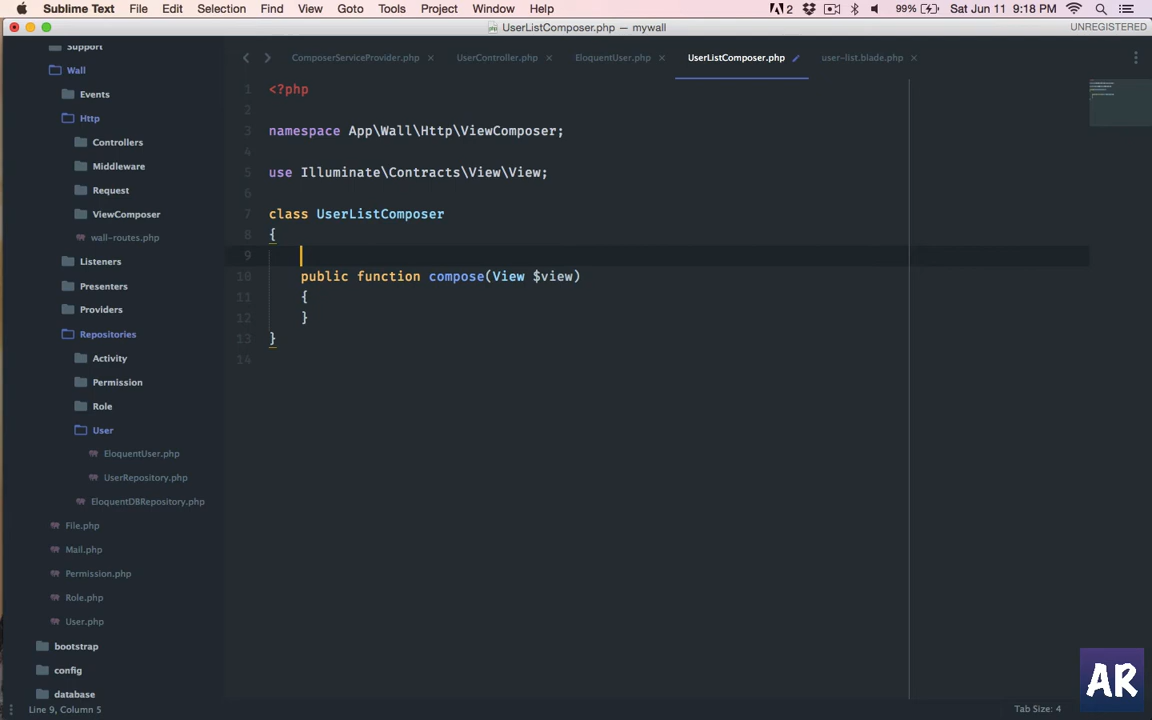 Sublime Text File Edit Selection Find View Goto Tools Project Window Help 2 99% Sat Jun 11 9:18 PM
UserListComposer.php — mywall UNREGISTERED
Support
Wall
Events
Http
Controllers
Middleware
Request
ViewComposer
wall-routes.php
Listeners
Presenters
Providers
Repositories
Activity
Permission
Role
User
EloquentUser.php
UserRepository.php
EloquentDBRepository.php
File.php
Mail.php
Permission.php
Role.php
User.php
bootstrap
config
database
ComposerServiceProvider.php UserController.php EloquentUser.php UserListComposer.php user-list.blade.php
1 <?php
2
3 namespace App\Wall\Http\ViewComposer;
4
5 use Illuminate\Contracts\View\View;
6
7 class UserListComposer
8 {
9
10 public function compose(View $view)
11 {
12 }
13 }
14
Line 9, Column 5 Tab Size: 4
AR